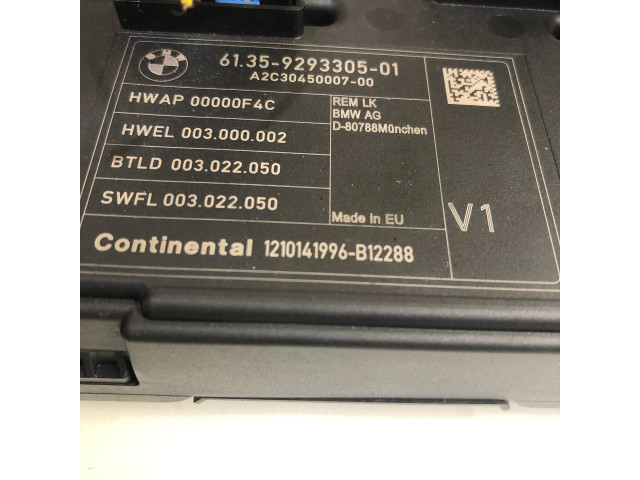 61.35-9293305-01
A2C30450007-00
HWAP 00000F4C
HWEL 003.000.002
BTLD 003.022.050
SWFL 003.022.050
REM LK
BMW AG
D-80788München
Made in EU
V1
Continental 1210141996-B12288